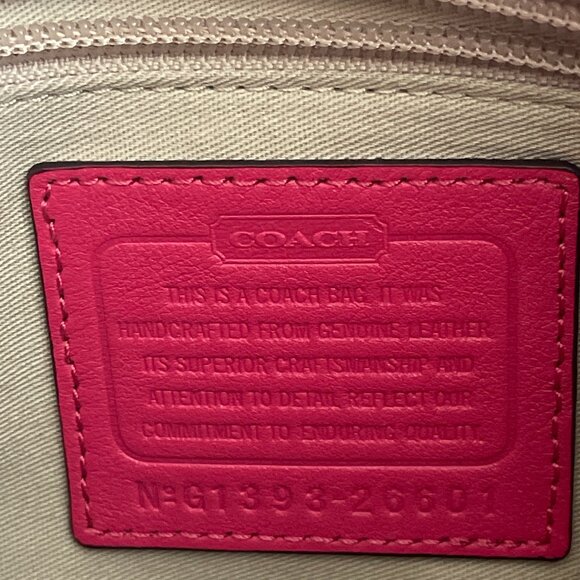 COACH
THIS IS A COACH BAG. IT WAS
HANDCRAFTED FROM GENUINE LEATHER
ITS SUPERIOR CRAFTSMANSHIP AND
ATTENTION TO DETAIL REFLECT OUR
COMMITMENT TO ENDURING QUALITY.
Nº G1393-26601